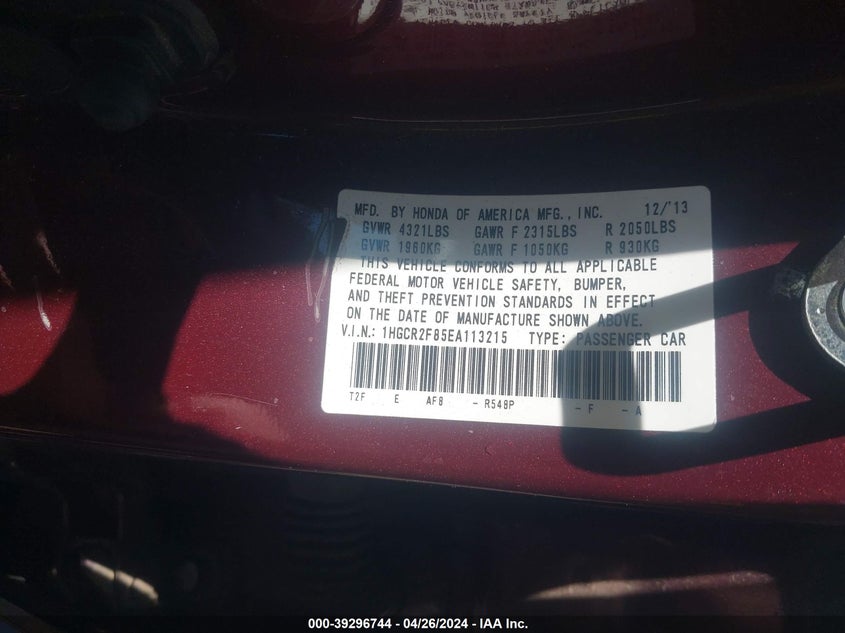 MFD. BY HONDA OF AMERICA MFG., INC. 12/'13
GVWR 4321LBS GAWR F 2315LBS R 2050LBS
GVWR 1960KG GAWR F 1050KG R 930KG
THIS VEHICLE CONFORMS TO ALL APPLICABLE
FEDERAL MOTOR VEHICLE SAFETY, BUMPER,
AND THEFT PREVENTION STANDARDS IN EFFECT
ON THE DATE OF MANUFACTURE SHOWN ABOVE.
V.I.N.: 1HGCR2F85EA113215 TYPE: PASSENGER CAR
T2F E AF8 - R548P - F - A
000-39296744 - 04/26/2024 - IAA Inc.